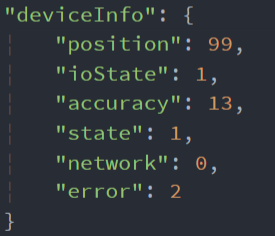 "deviceInfo": {
    "position": 99,
    "ioState": 1,
    "accuracy": 13,
    "state": 1,
    "network": 0,
    "error": 2
}